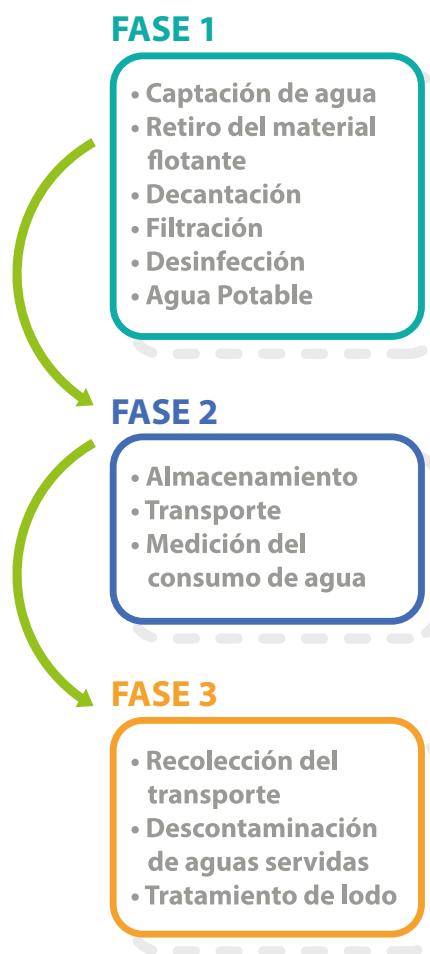 FASE 1
• Captación de agua
• Retiro del material
flotante
• Decantación
• Filtración
• Desinfección
• Agua Potable
FASE 2
• Almacenamiento
• Transporte
• Medición del
consumo de agua
FASE 3
• Recolección del
transporte
• Descontaminación
de aguas servidas
• Tratamiento de lodo